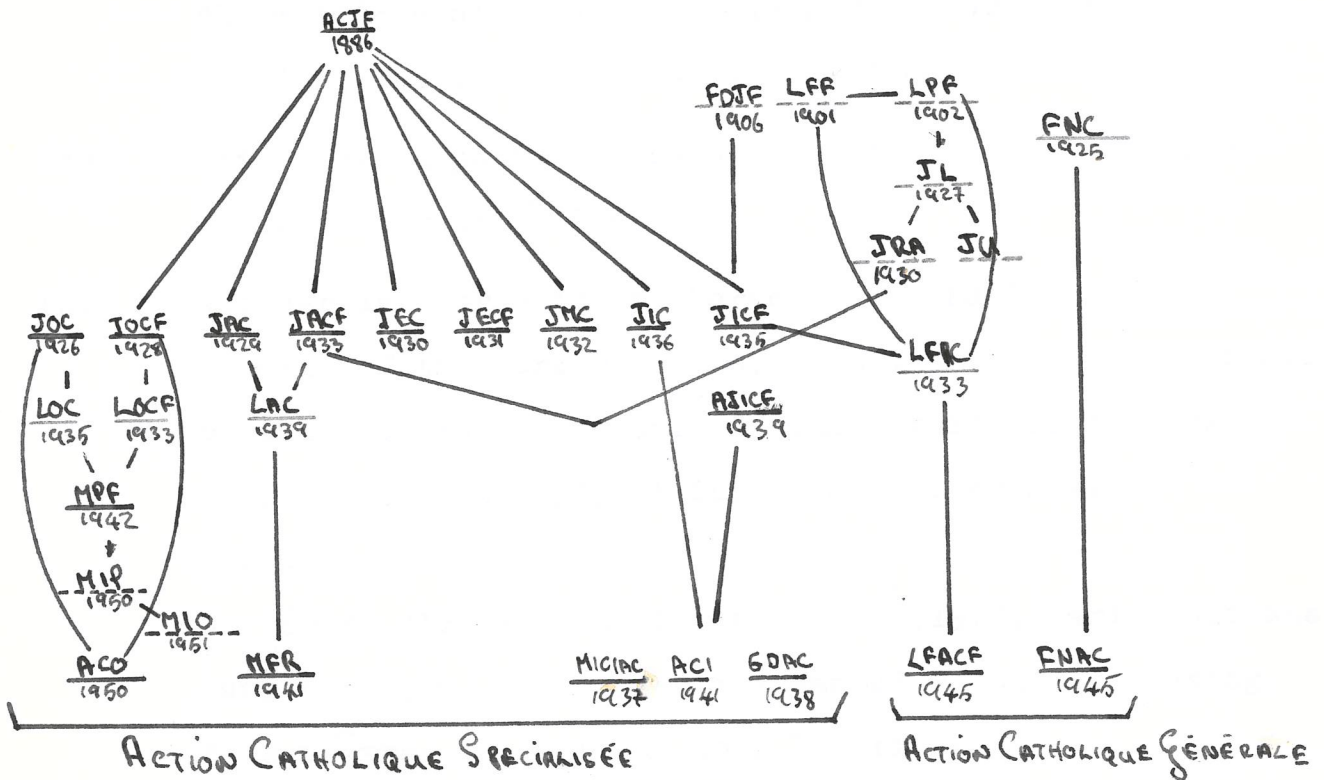 ACJF
1886
FDJF LFF LPF
1906 1901 1902
FNC
1925
JL
1927
JRA JU
1930
JOC JOCF JAC JACF JEC JECF JMC JIC JICF
1926 1928 1929 1933 1930 1931 1932 1936 1935
LFAC
1933
LOC LOCF LAC AJICF
1935 1933 1939 1939
MPF
1942
MIP
1950
MLO
1951
ACO MFR MICIAC ACI GDAC LFACF FNAC
1950 1941 1937 1941 1938 1945 1945
ACTION CATHOLIQUE SPECIALISÉE ACTION CATHOLIQUE GÉNÉRALE